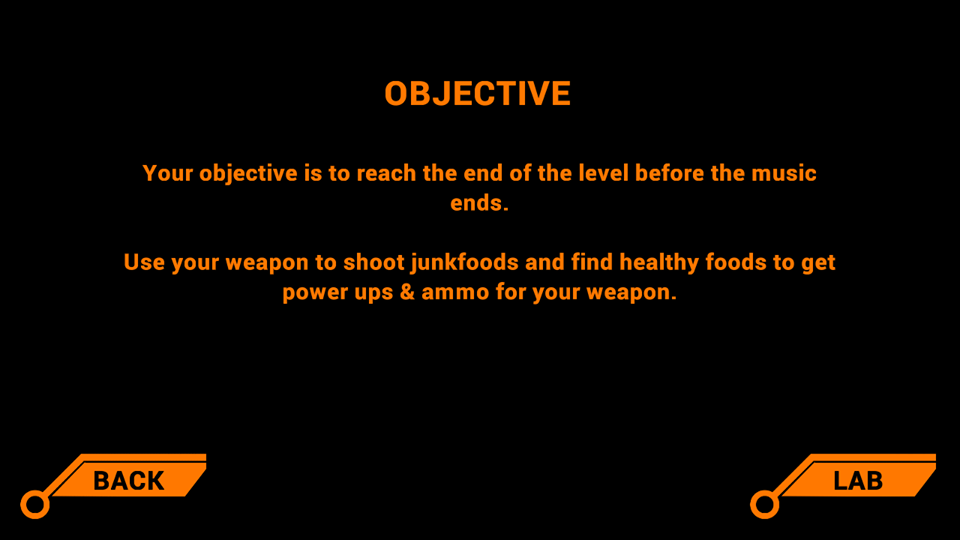 OBJECTIVE
Your objective is to reach the end of the level before the music
ends.
Use your weapon to shoot junkfoods and find healthy foods to get
power ups & ammo for your weapon.
BACK
LAB